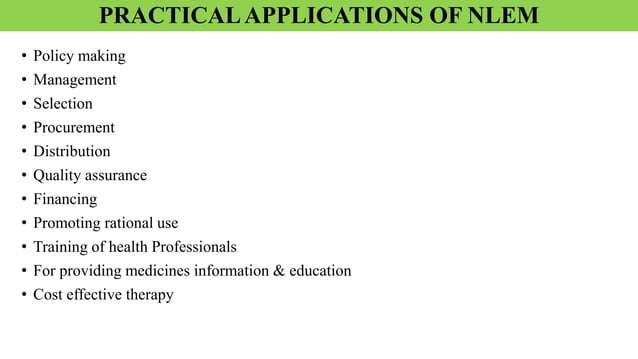 PRACTICAL APPLICATIONS OF NLEM
• Policy making
• Management
• Selection
• Procurement
• Distribution
• Quality assurance
• Financing
• Promoting rational use
• Training of health Professionals
• For providing medicines information & education
• Cost effective therapy